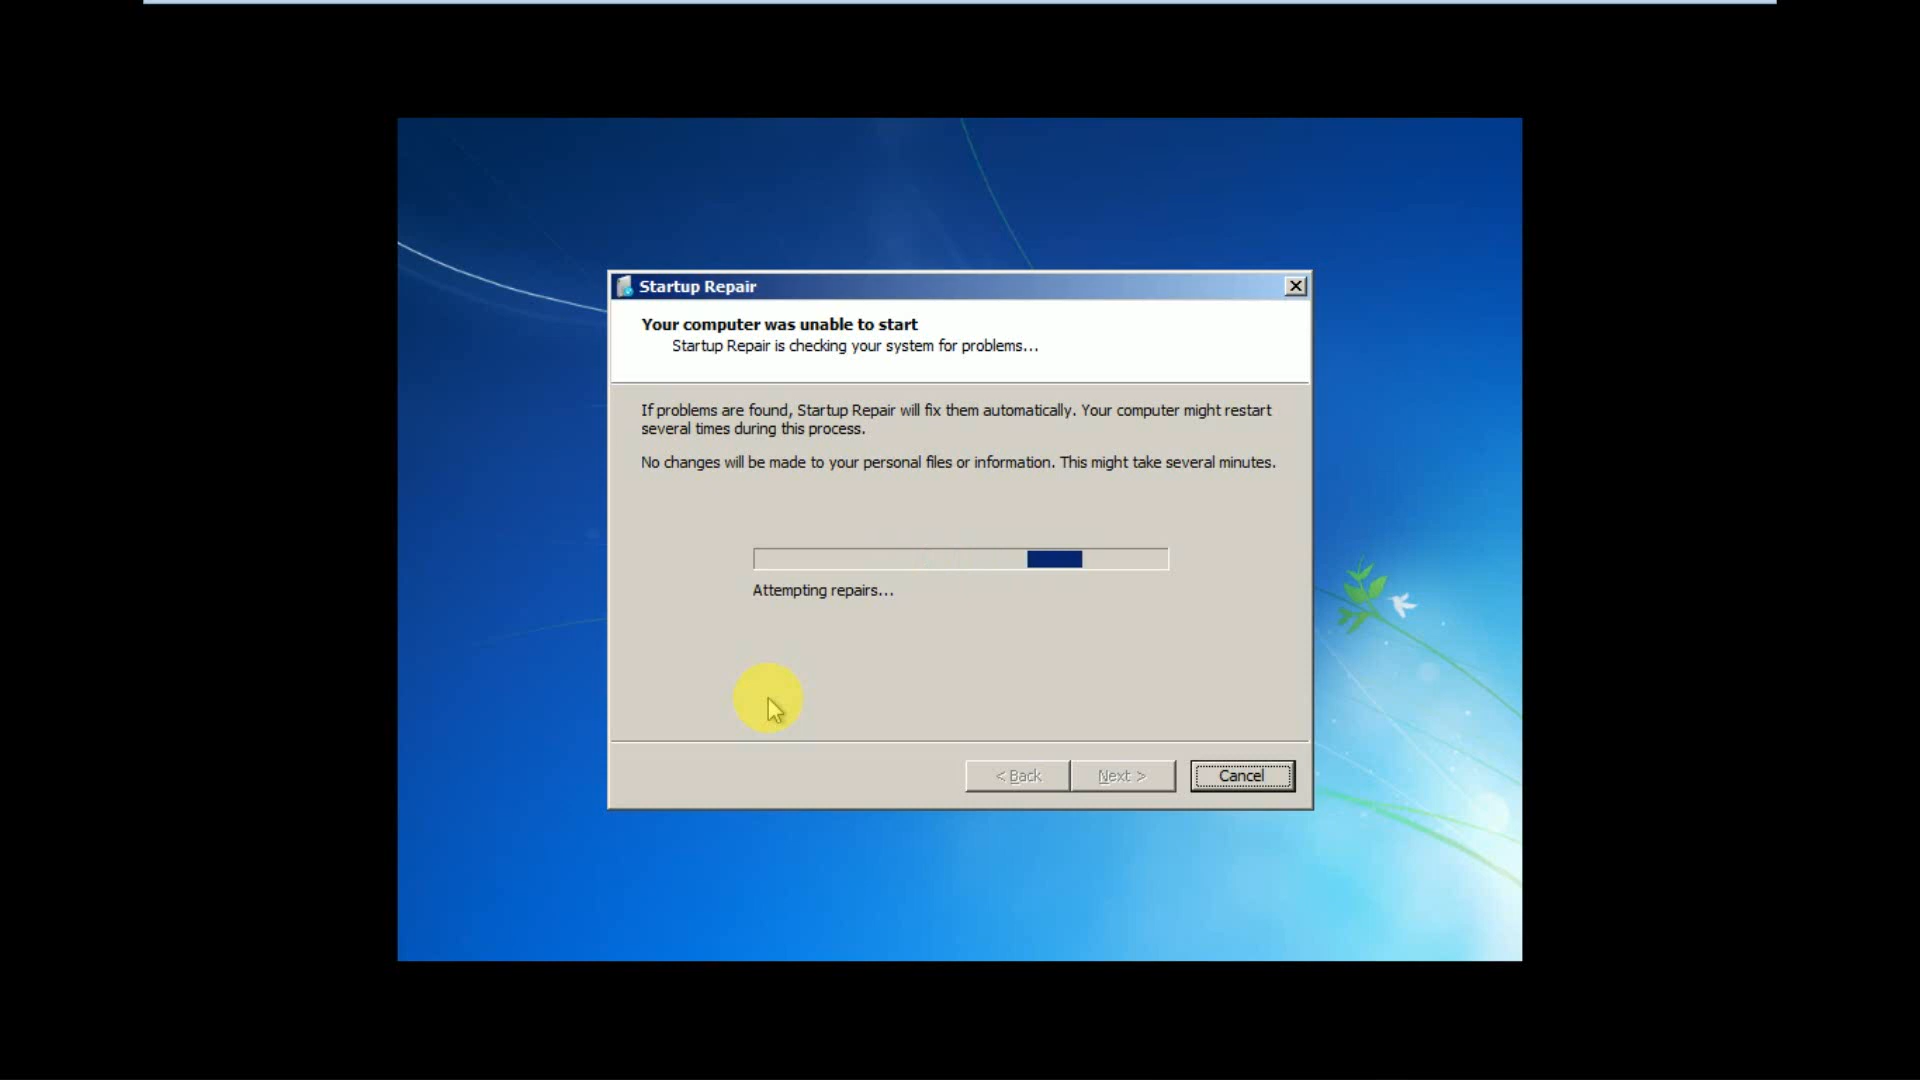 Startup Repair
Your computer was unable to start
Startup Repair is checking your system for problems...
If problems are found, Startup Repair will fix them automatically. Your computer might restart
several times during this process.
No changes will be made to your personal files or information. This might take several minutes.
Attempting repairs...
< Back
Next >
Cancel